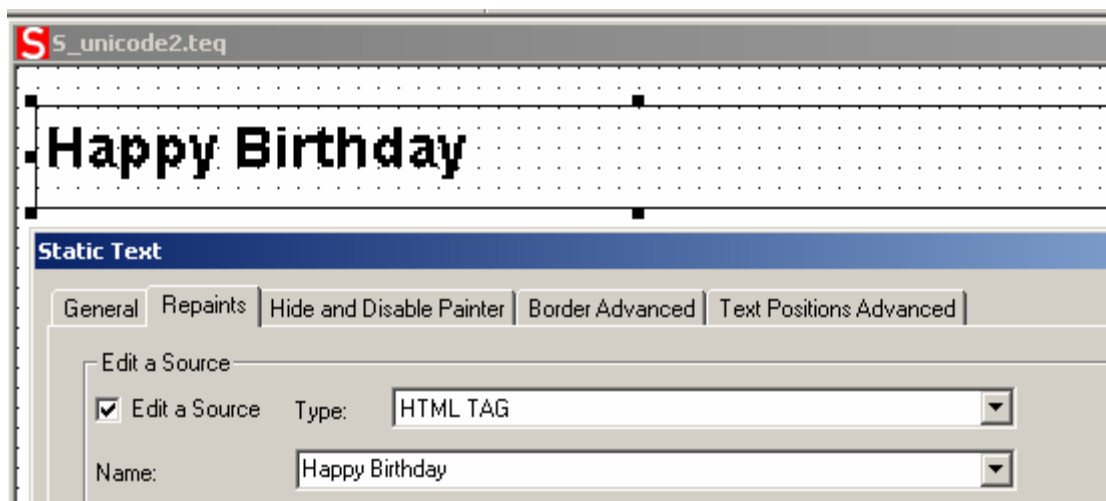 S S_unicode2.teq
Happy Birthday
Static Text
General Repaints Hide and Disable Painter Border Advanced Text Positions Advanced
Edit a Source
Edit a Source Type: HTML TAG
Name: Happy Birthday